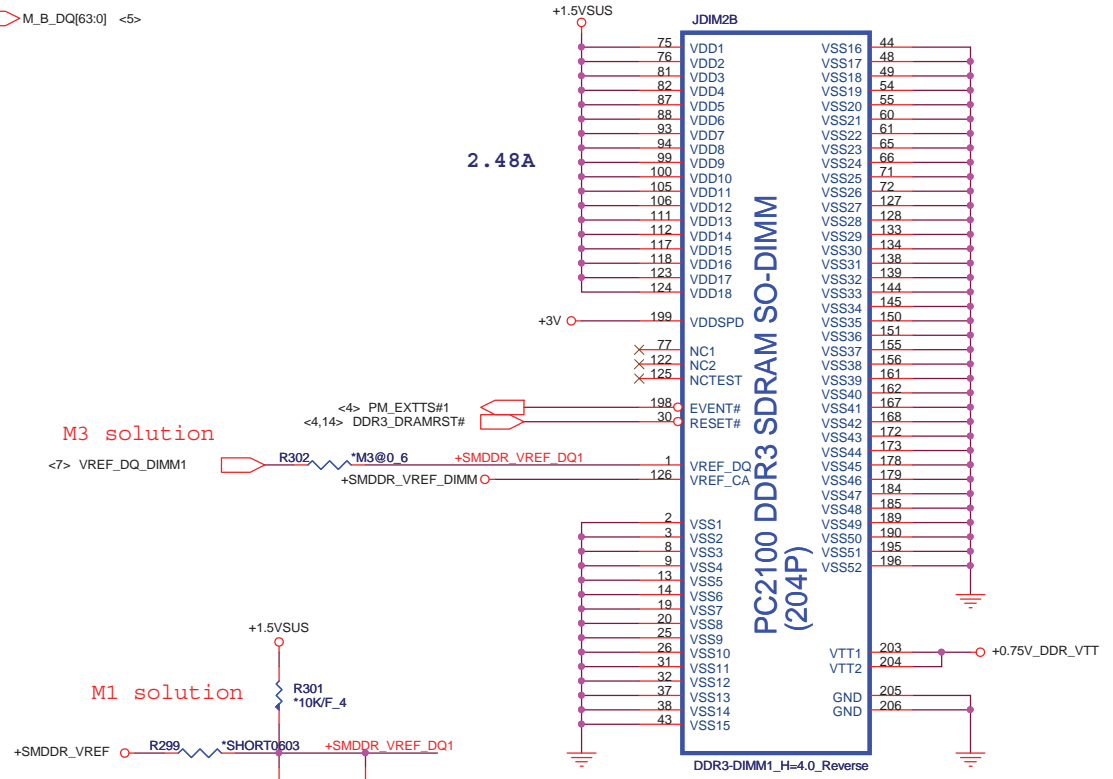 M_B_DQ[63:0] <5>
+1.5VSUS
JDIM2B
75 VDD1 VSS16 44
76 VDD2 VSS17 48
81 VDD3 VSS18 49
82 VDD4 VSS19 54
87 VDD5 VSS20 55
88 VDD6 VSS21 60
93 VDD7 VSS22 61
94 VDD8 VSS23 65
99 VDD9 VSS24 66
100 VDD10 VSS25 71
105 VDD11 VSS26 72
106 VDD12 VSS27 127
111 VDD13 VSS28 128
112 VDD14 VSS29 133
117 VDD15 VSS30 134
118 VDD16 VSS31 138
123 VDD17 VSS32 139
124 VDD18 VSS33 144
VSS34 145
2.48A
+3V 199 VDDSPD VSS35 150
VSS36 151
77 NC1 VSS37 155
122 NC2 VSS38 156
125 NCTEST VSS39 161
VSS40 162
<4> PM_EXTTS#1 198 EVENT# VSS41 167
<4,14> DDR3_DRAMRST# 30 RESET# VSS42 168
VSS43 172
VSS44 173
M3 solution
<7> VREF_DQ_DIMM1 R302 *M3@0_6 +SMDDR_VREF_DQ1 1 VREF_DQ VSS45 178
+SMDDR_VREF_DIMM 126 VREF_CA VSS46 179
VSS47 184
VSS48 185
2 VSS1 VSS49 189
3 VSS2 VSS50 190
8 VSS3 VSS51 195
9 VSS4 VSS52 196
13 VSS5
14 VSS6
19 VSS7
20 VSS8
25 VSS9
26 VSS10 VTT1 203 +0.75V_DDR_VTT
31 VSS11 VTT2 204
32 VSS12
37 VSS13 GND 205
38 VSS14 GND 206
43 VSS15
PC2100 DDR3 SDRAM SO-DIMM
(204P)
DDR3-DIMM1_H=4.0_Reverse
+1.5VSUS
M1 solution
R301
*10K/F_4
+SMDDR_VREF R299 *SHORT0603 +SMDDR_VREF_DQ1